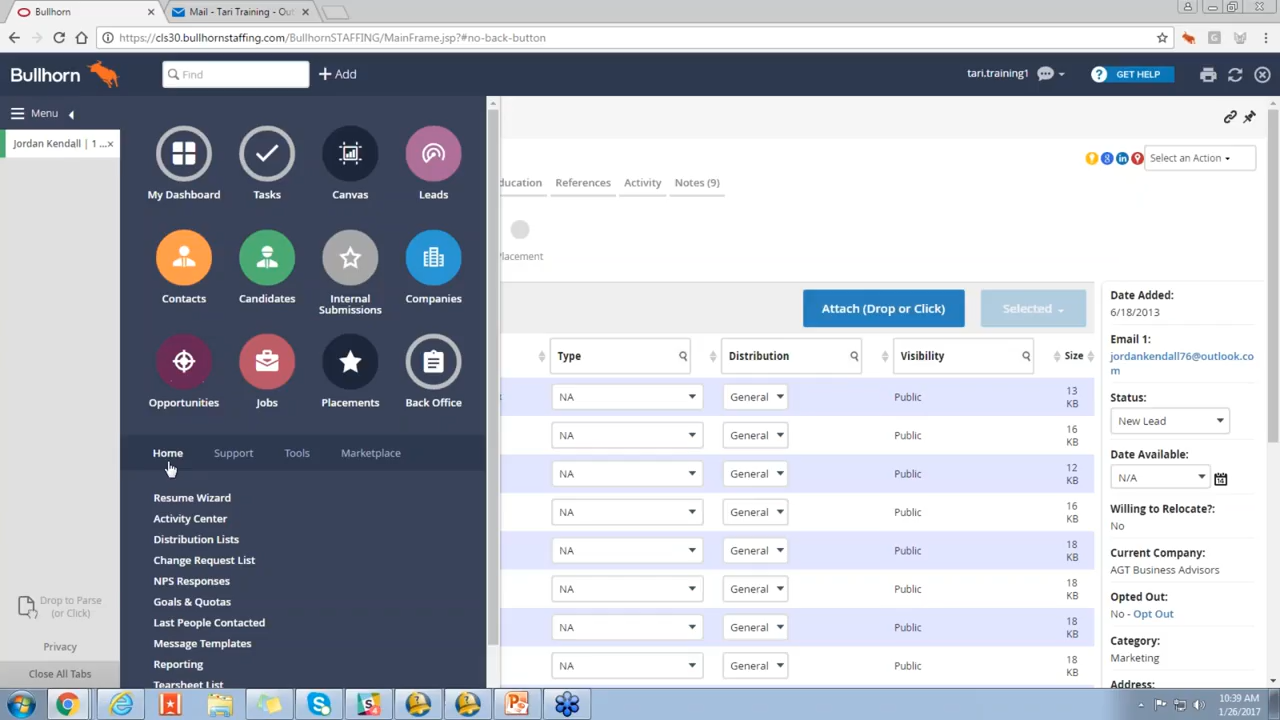 Bullhorn
Mail - Tari Training - Out
https://cls30.bullhornstaffing.com/BullhornSTAFFING/MainFrame.jsp?#no-back-button
Bullhorn
Find
Add
tari.training1
? GET HELP
Menu
Jordan Kendall | 1 ...×
My Dashboard
Tasks
Canvas
Leads
Contacts
Candidates
Internal
Submissions
Companies
Opportunities
Jobs
Placements
Back Office
Home
Support
Tools
Marketplace
Resume Wizard
Activity Center
Distribution Lists
Change Request List
NPS Responses
Goals & Quotas
Last People Contacted
Message Templates
Reporting
Tearsheet List
Drop to Parse
(or Click)
Privacy
Close All Tabs
Select an Action
ducation
References
Activity
Notes (9)
lacement
Attach (Drop or Click)
Selected
Type
Distribution
Visibility
Size
NA General Public 13
KB
NA General Public 16
KB
NA General Public 12
KB
NA General Public 16
KB
NA General Public 18
KB
NA General Public 18
KB
NA General Public 18
KB
NA General Public 18
KB
Date Added:
6/18/2013
Email 1:
jordankendall76@outlook.co
m
Status:
New Lead
Date Available:
N/A
Willing to Relocate?:
No
Current Company:
AGT Business Advisors
Opted Out:
No - Opt Out
Category:
Marketing
Address:
10:39 AM
1/26/2017